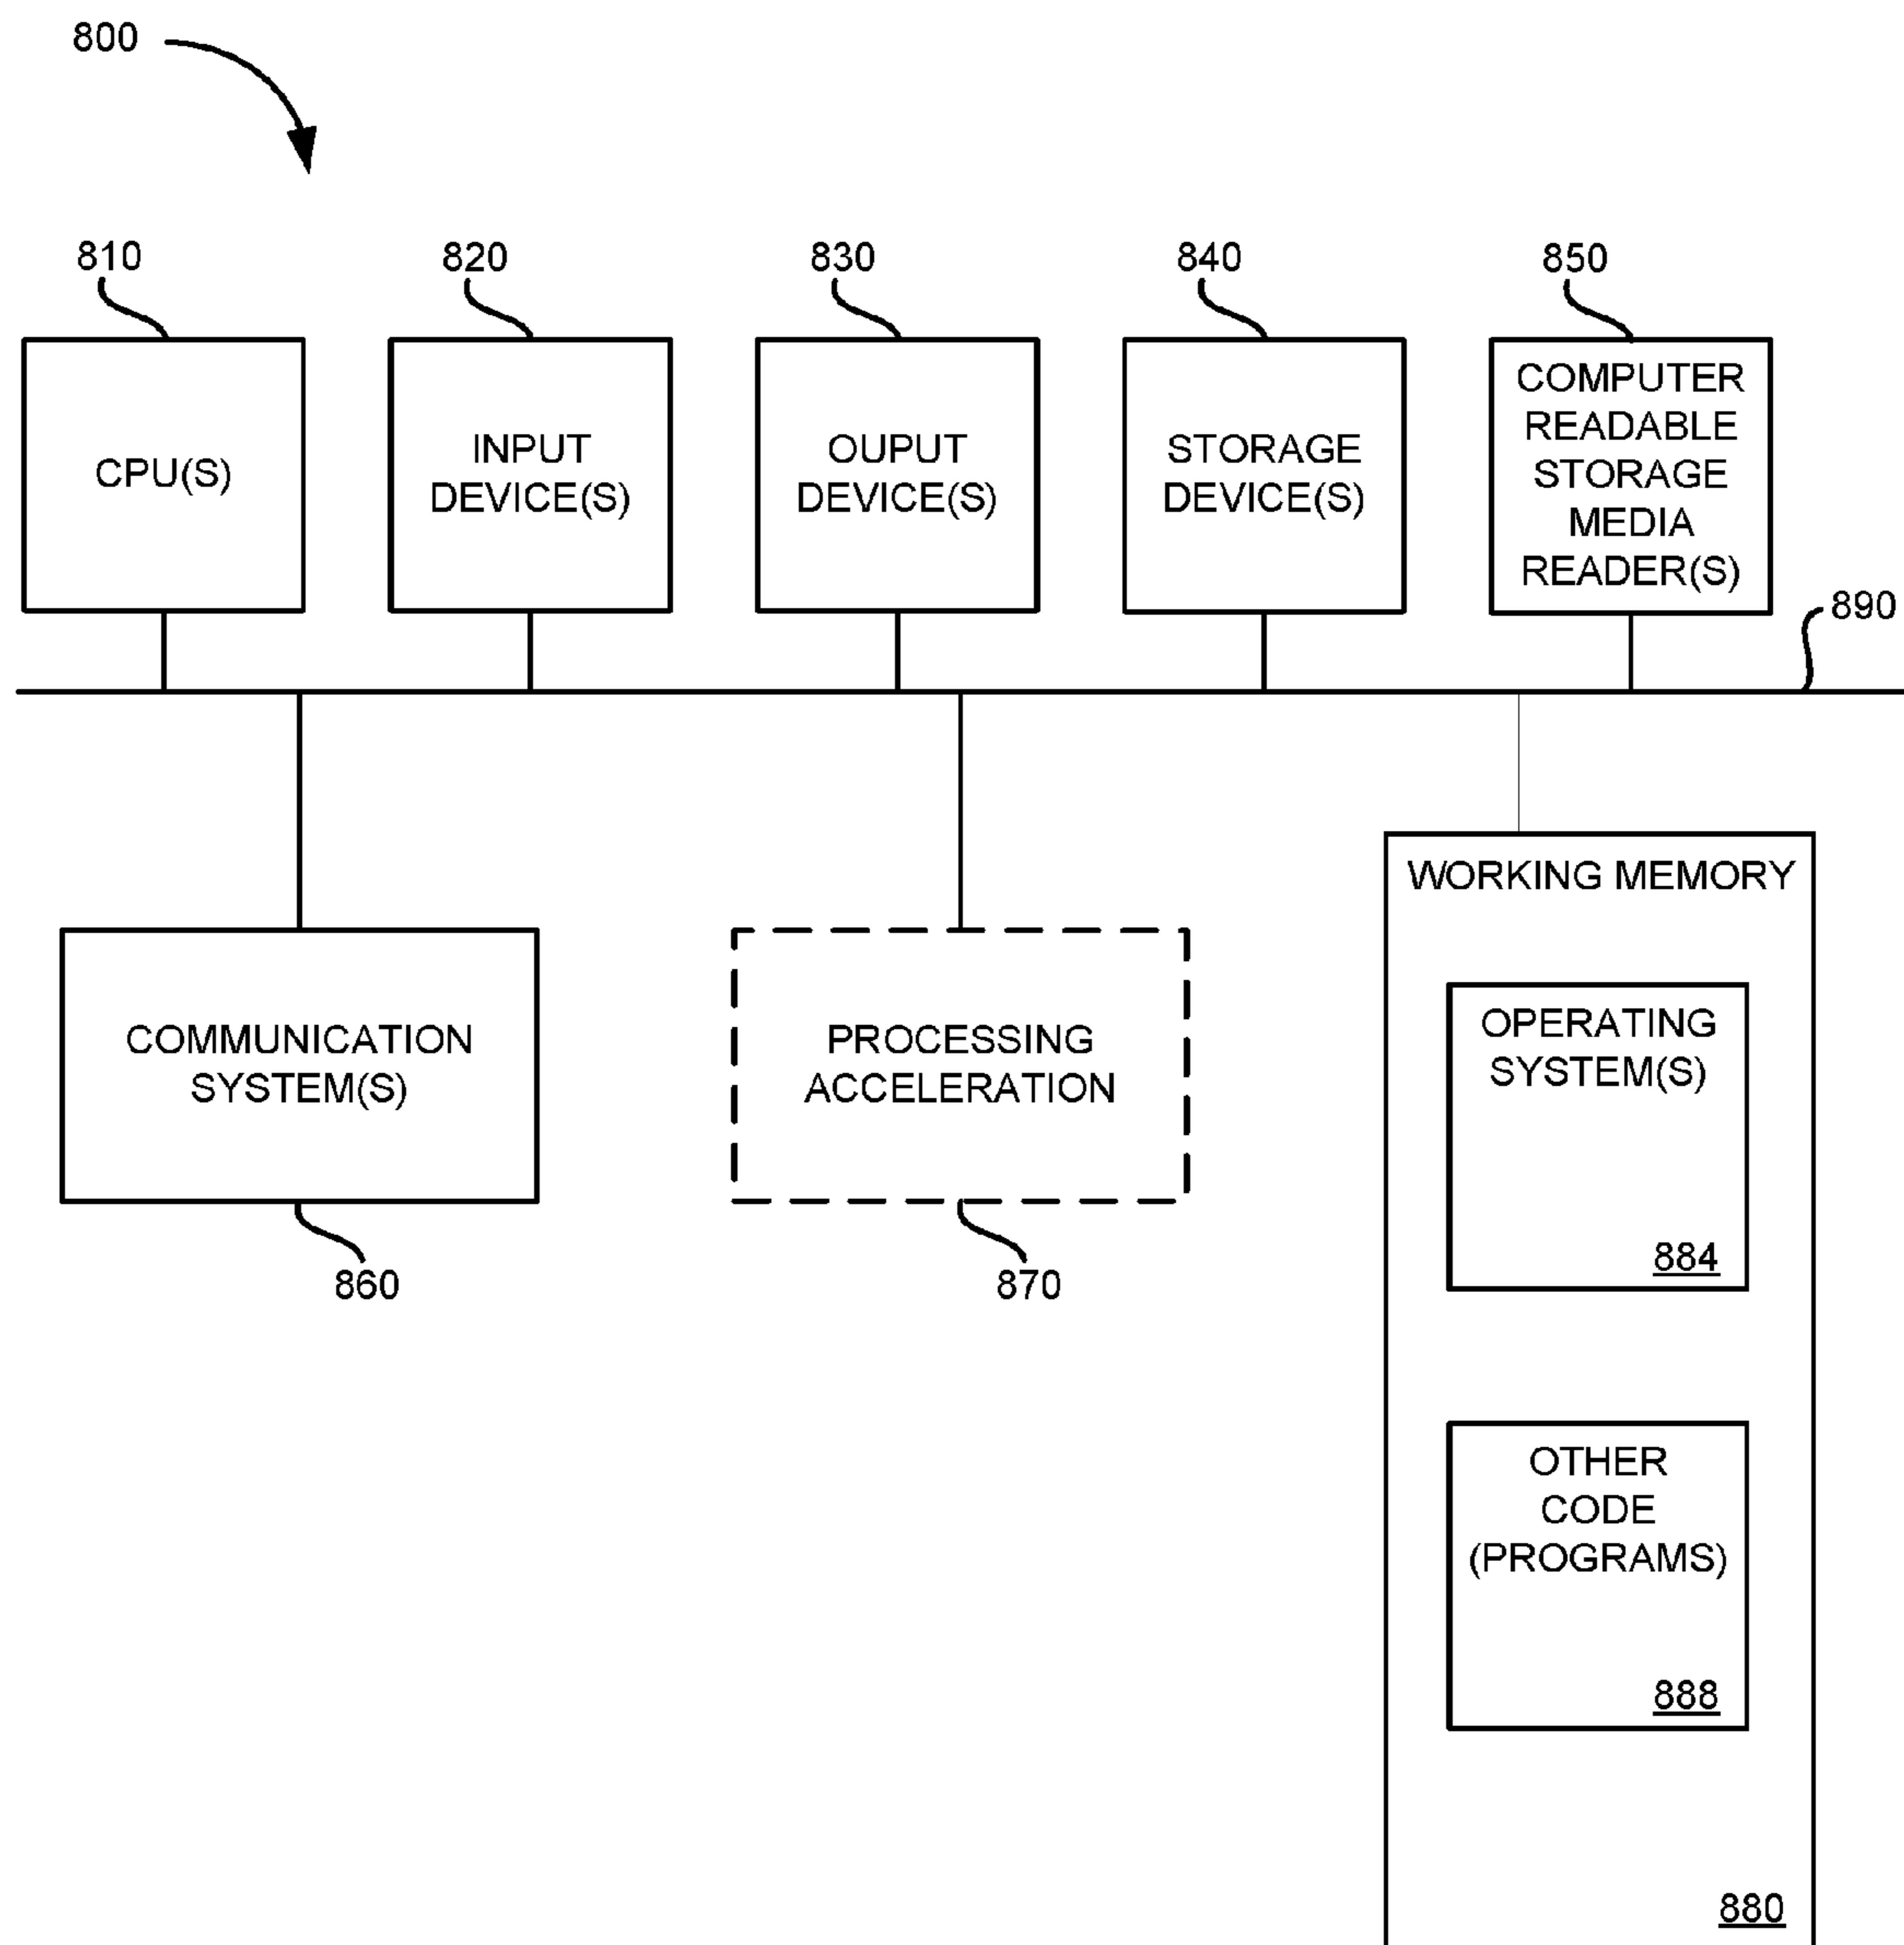 800
810
820
830
840
850
CPU(S)
INPUT
DEVICE(S)
OUPUT
DEVICE(S)
STORAGE
DEVICE(S)
COMPUTER
READABLE
STORAGE
MEDIA
READER(S)
890
COMMUNICATION
SYSTEM(S)
860
PROCESSING
ACCELERATION
870
WORKING MEMORY
OPERATING
SYSTEM(S)
884
OTHER
CODE
(PROGRAMS)
888
880